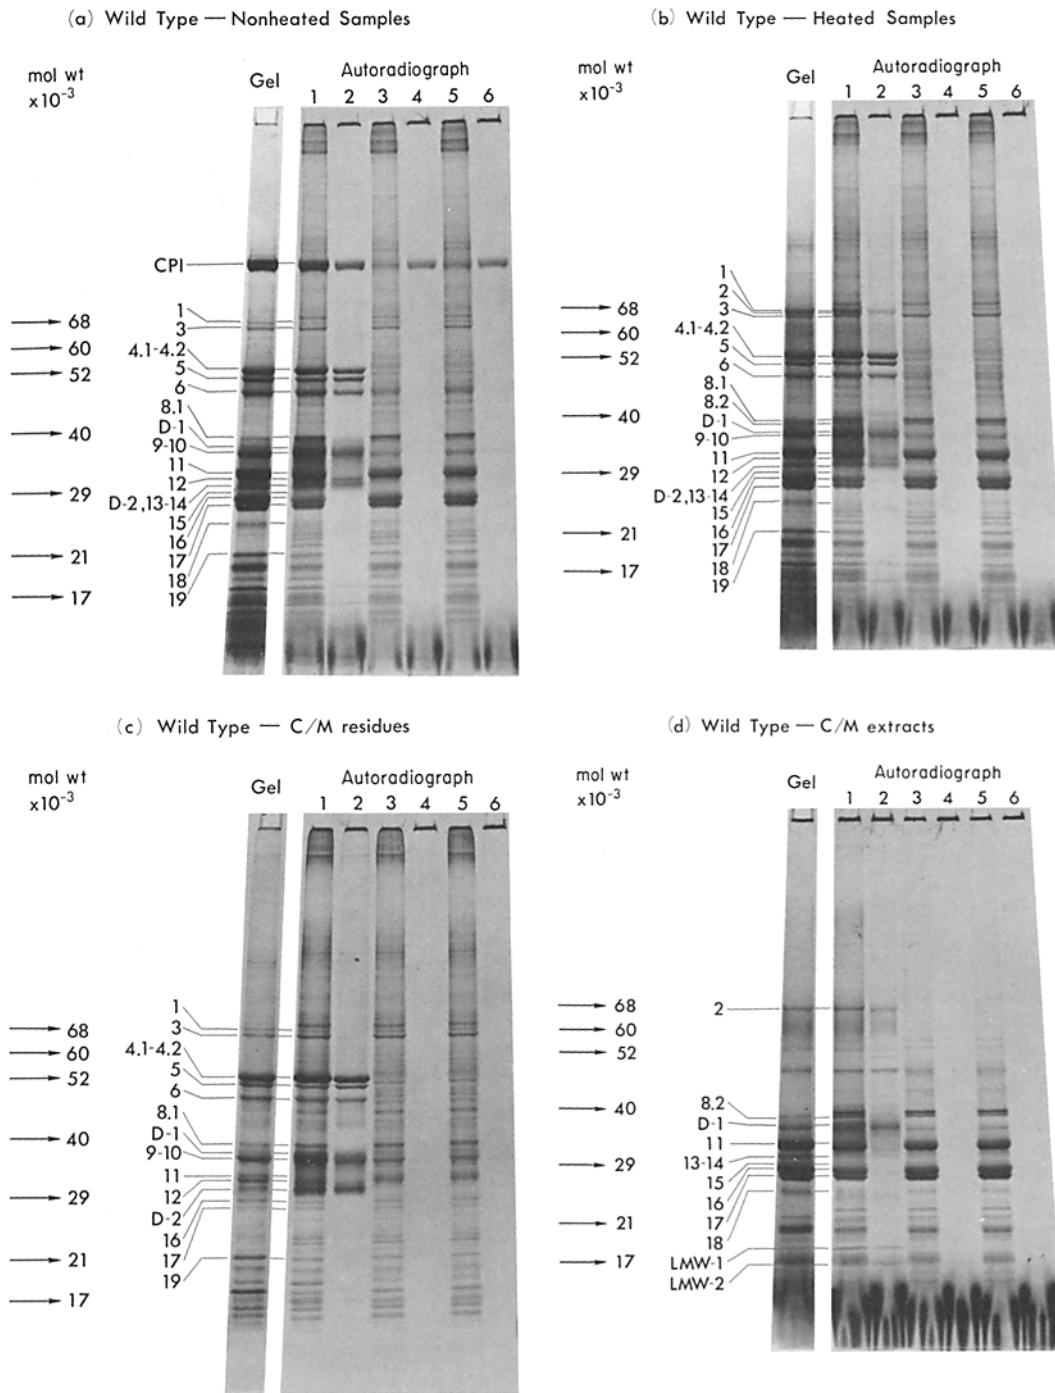 (a) Wild Type — Nonheated Samples
mol wt
x10⁻³
Gel
Autoradiograph
1 2 3 4 5 6
CPI
1
68
3
60
4.1-4.2
52
5
6
8.1
D-1
40
9-10
11
12
29
D-2,13-14
15
16
17
21
18
17
19
(b) Wild Type — Heated Samples
mol wt
x10⁻³
Gel
Autoradiograph
1 2 3 4 5 6
1
2
3
68
4.1-4.2
60
5
52
6
8.1
8.2
40
D-1
9-10
11
12
29
D-2,13-14
15
16
21
17
18
17
19
(c) Wild Type — C/M residues
mol wt
x10⁻³
Gel
Autoradiograph
1 2 3 4 5 6
1
3
68
4.1-4.2
60
5
52
6
8.1
D-1
40
9-10
11
12
29
D-2
16
17
21
19
17
(d) Wild Type — C/M extracts
mol wt
x10⁻³
Gel
Autoradiograph
1 2 3 4 5 6
2
68
60
52
8.2
40
D-1
11
13-14
29
15
16
17
21
18
LMW-1
17
LMW-2